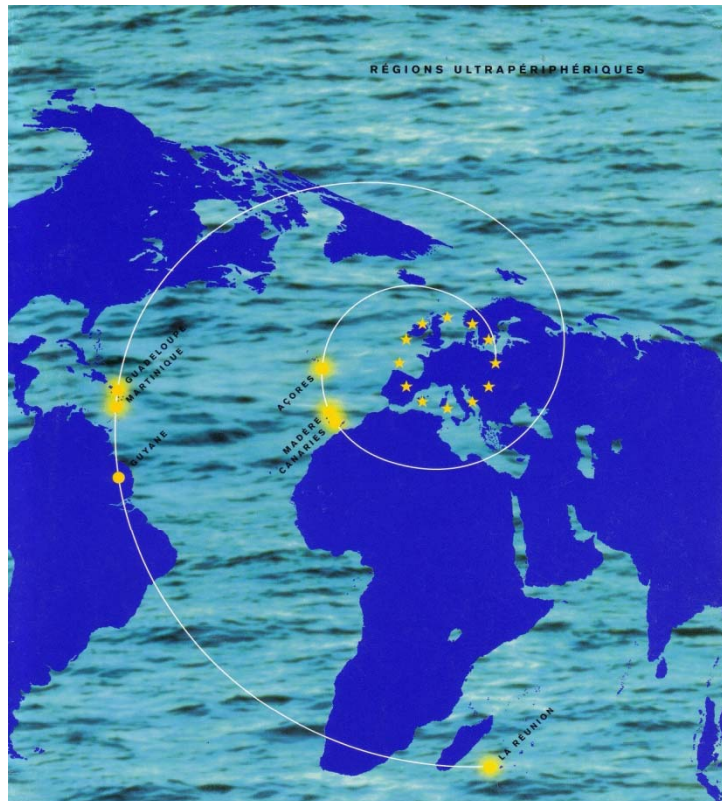 RÉGIONS ULTRAPÉRIPHÉRIQUES
GUADELOUPE
MARTINIQUE
GUYANE
AÇORES
MADÈRE
CANARIES
LA RÉUNION